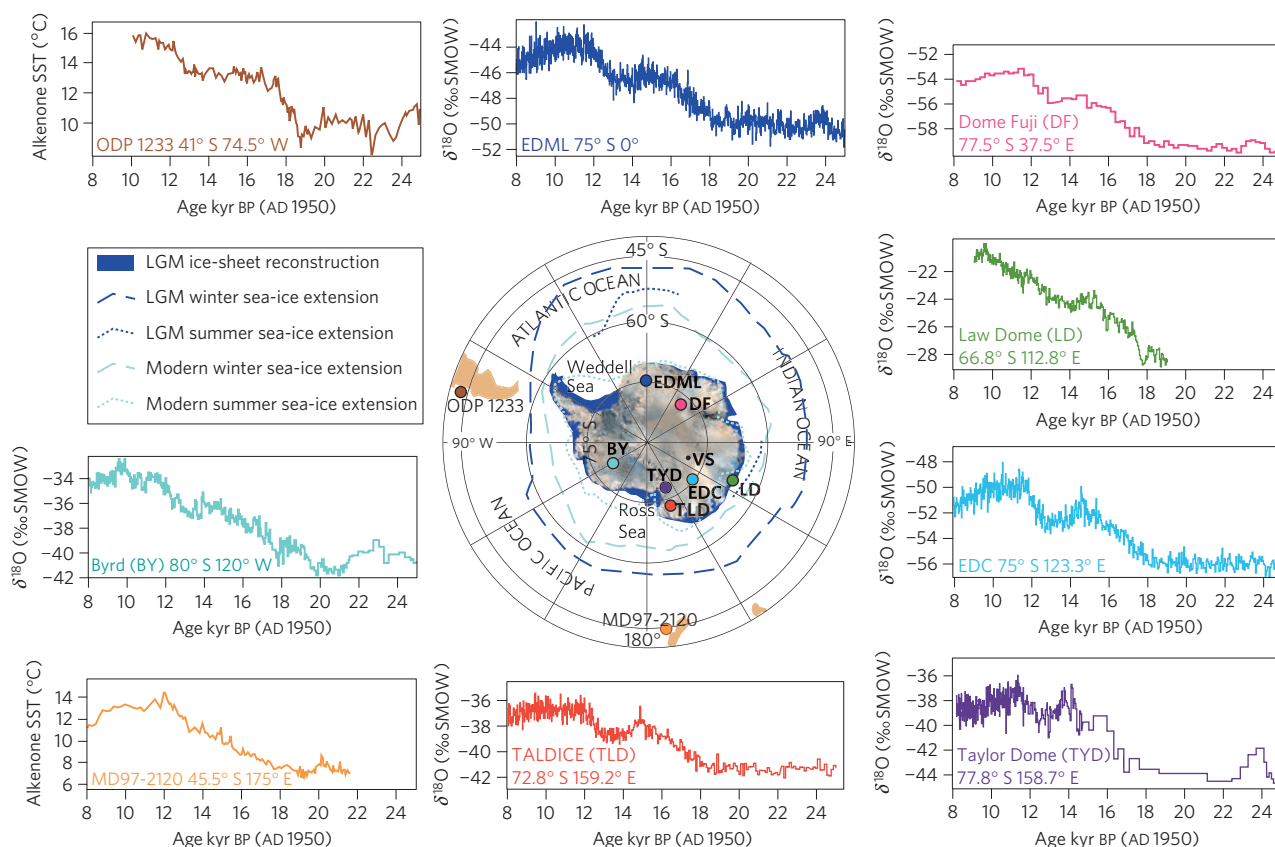 Alkenone SST (°C)
16
14
12
10
ODP 1233 41° S 74.5° W
8 10 12 14 16 18 20 22 24
Age kyr BP (AD 1950)
δ18O (‰ SMOW)
−44
−46
−48
−50
−52
EDML 75° S 0°
8 10 12 14 16 18 20 22 24
Age kyr BP (AD 1950)
δ18O (‰ SMOW)
−52
−54
−56
−58
Dome Fuji (DF)
77.5° S 37.5° E
8 10 12 14 16 18 20 22 24
Age kyr BP (AD 1950)
LGM ice-sheet reconstruction
LGM winter sea-ice extension
LGM summer sea-ice extension
Modern winter sea-ice extension
Modern summer sea-ice extension
45° S
ATLANTIC OCEAN
60° S
INDIAN OCEAN
Weddell
Sea
EDML
DF
ODP 1233
90° W
75° S
90° E
BY
VS
TYD
EDC
LD
TLD
Ross
Sea
PACIFIC OCEAN
MD97-2120
180°
δ18O (‰ SMOW)
−22
−24
−26
−28
Law Dome (LD)
66.8° S 112.8° E
8 10 12 14 16 18 20 22 24
Age kyr BP (AD 1950)
δ18O (‰ SMOW)
−34
−36
−38
−40
−42
Byrd (BY) 80° S 120° W
8 10 12 14 16 18 20 22 24
Age kyr BP (AD 1950)
δ18O (‰ SMOW)
−48
−50
−52
−54
−56
EDC 75° S 123.3° E
8 10 12 14 16 18 20 22 24
Age kyr BP (AD 1950)
Alkenone SST (°C)
14
12
10
8
6
MD97-2120 45.5° S 175° E
8 10 12 14 16 18 20 22 24
Age kyr BP (AD 1950)
δ18O (‰ SMOW)
−36
−38
−41
−42
TALDICE (TLD)
72.8° S 159.2° E
8 10 12 14 16 18 20 22 24
Age kyr BP (AD 1950)
δ18O (‰ SMOW)
−36
−38
−40
−42
−44
Taylor Dome (TYD)
77.8° S 158.7° E
8 10 12 14 16 18 20 22 24
Age kyr BP (AD 1950)